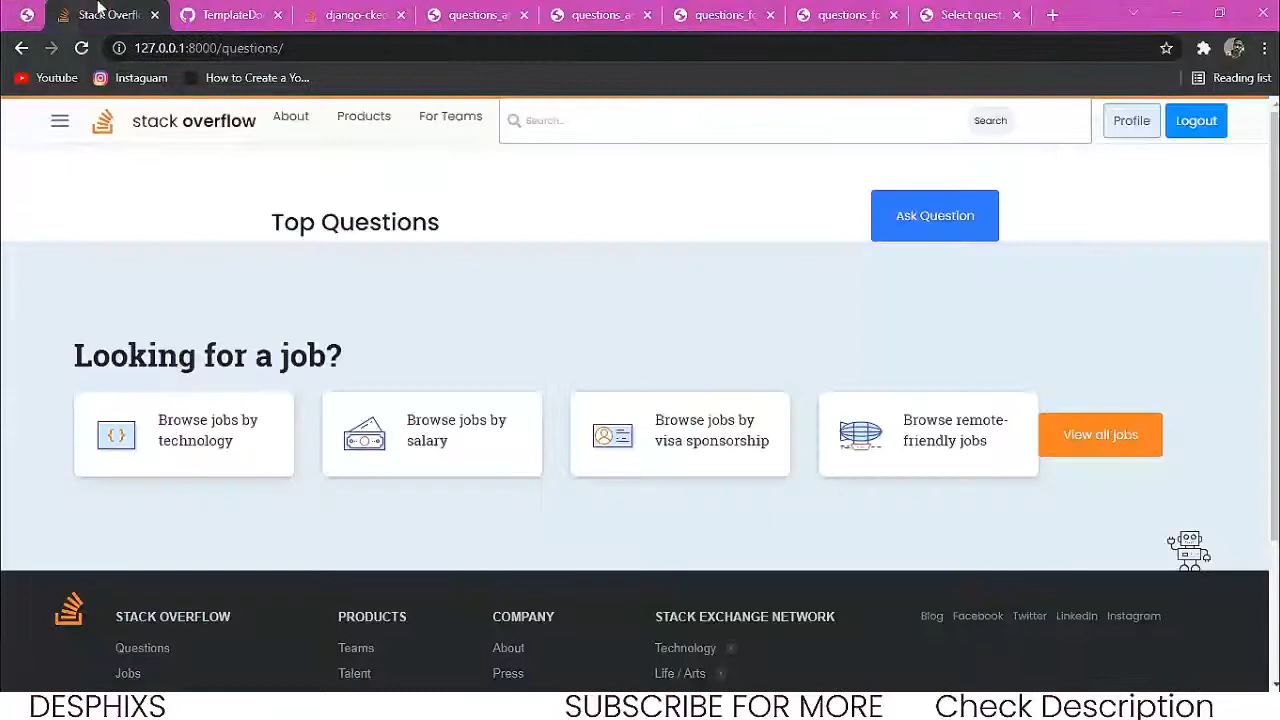 Stack Overfl
TemplateDo
django-cke
questions_a
questions_a
questions_fo
questions_fo
Select quest
127.0.0.1:8000/questions/
Youtube
Instaguam
How to Create a Yo...
Reading list
stack overflow
About
Products
For Teams
Search...
Search
Profile
Logout
Top Questions
Ask Question
Looking for a job?
Browse jobs by
technology
Browse jobs by
salary
Browse jobs by
visa sponsorship
Browse remote-
friendly jobs
View all jobs
STACK OVERFLOW
Questions
Jobs
PRODUCTS
Teams
Talent
COMPANY
About
Press
STACK EXCHANGE NETWORK
Technology
Life / Arts
Blog Facebook Twitter LinkedIn Instagram
DESPHIXS
SUBSCRIBE FOR MORE
Check Description